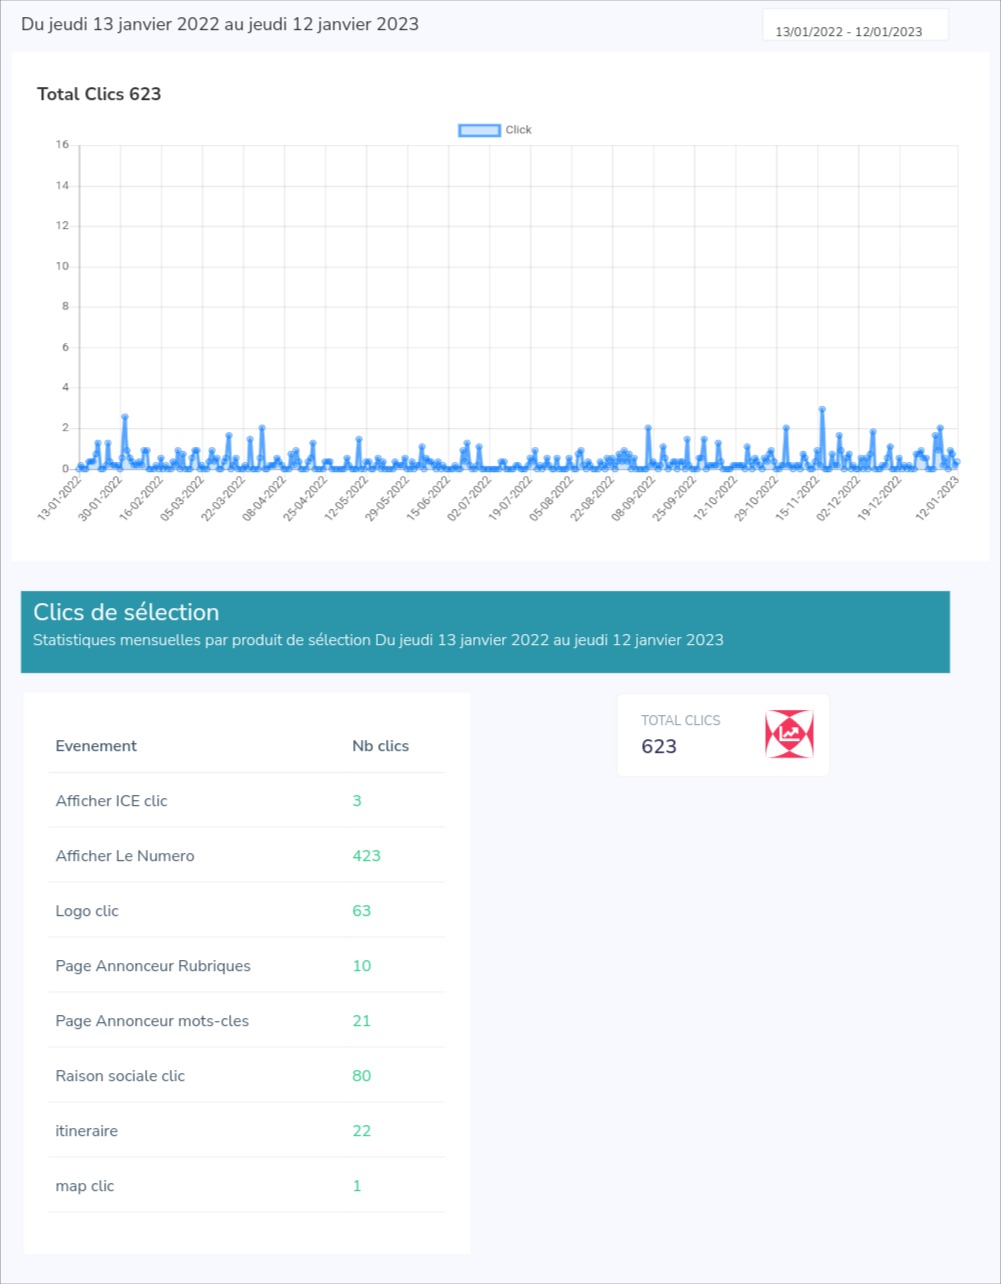 Du jeudi 13 janvier 2022 au jeudi 12 janvier 2023
13/01/2022 - 12/01/2023
Total Clics 623
Click
16
14
12
10
8
6
4
2
0
13-01-2022
30-01-2022
16-02-2022
05-03-2022
22-03-2022
08-04-2022
25-04-2022
12-05-2022
29-05-2022
15-06-2022
02-07-2022
19-07-2022
05-08-2022
22-08-2022
08-09-2022
25-09-2022
12-10-2022
29-10-2022
15-11-2022
02-12-2022
19-12-2022
12-01-2023
Clics de sélection
Statistiques mensuelles par produit de sélection Du jeudi 13 janvier 2022 au jeudi 12 janvier 2023
Evenement Nb clics
Afficher ICE clic 3
Afficher Le Numero 423
Logo clic 63
Page Annonceur Rubriques 10
Page Annonceur mots-cles 21
Raison sociale clic 80
itineraire 22
map clic 1
TOTAL CLICS
623